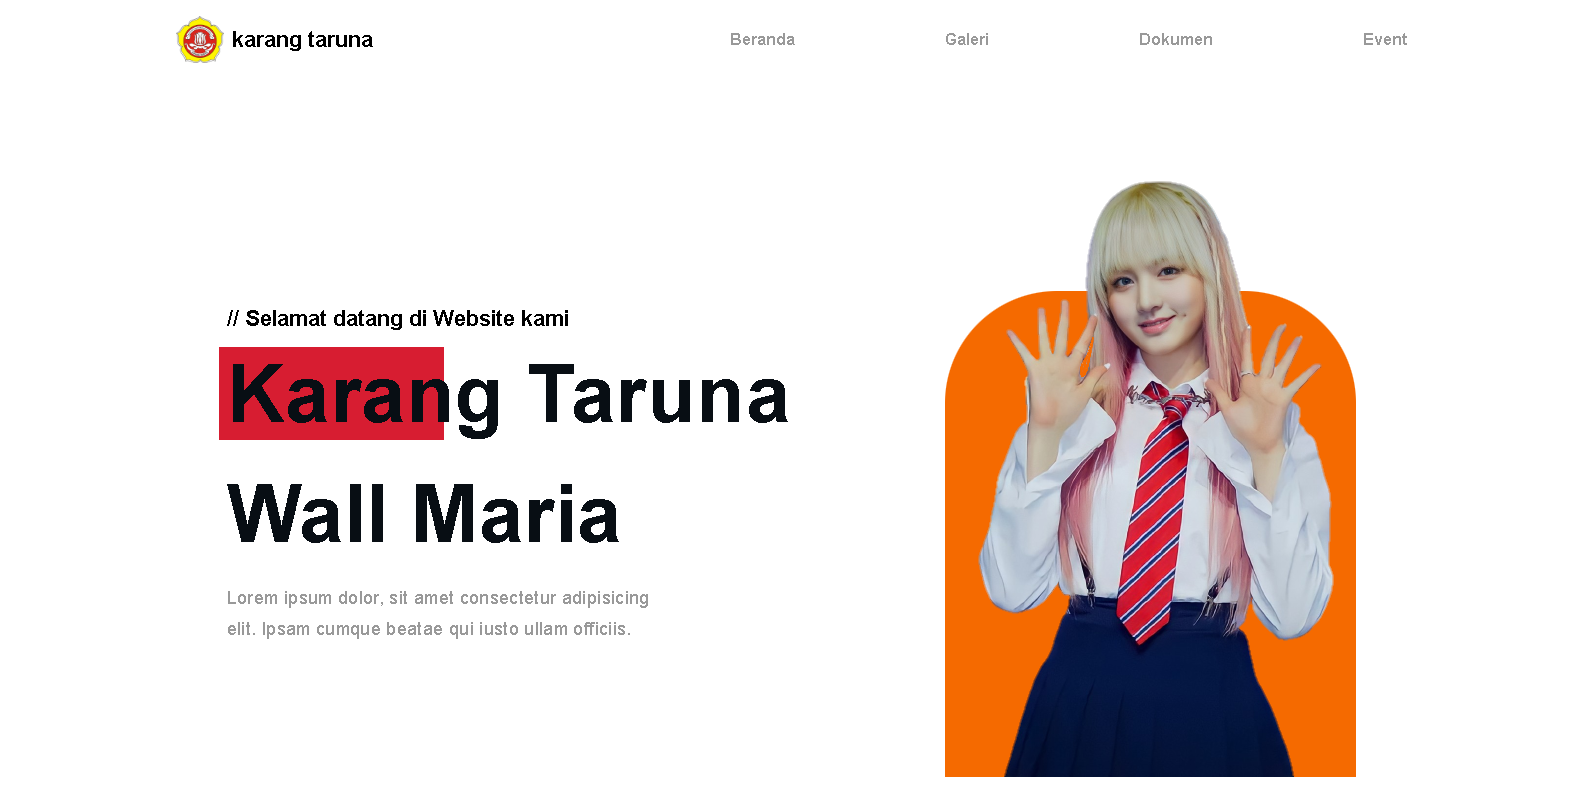 karang taruna
Beranda
Galeri
Dokumen
Event
// Selamat datang di Website kami
Karang Taruna
Wall Maria
Lorem ipsum dolor, sit amet consectetur adipisicing
elit. Ipsam cumque beatae qui iusto ullam officiis.